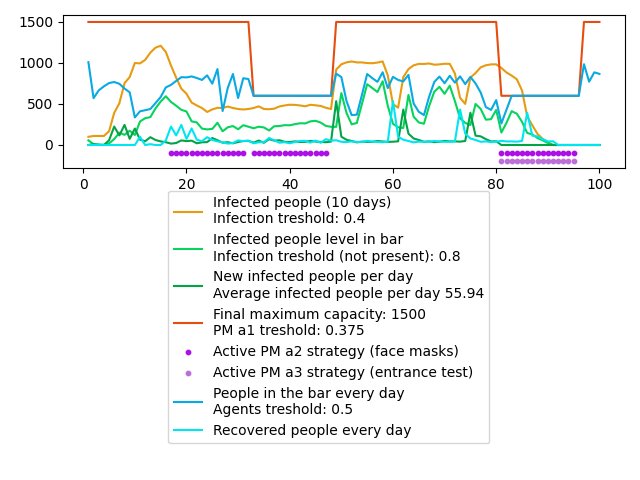 1500
1000
500
0
0 20 40 60 80 100
Infected people (10 days)
Infection treshold: 0.4
Infected people level in bar
Infection treshold (not present): 0.8
New infected people per day
Average infected people per day 55.94
Final maximum capacity: 1500
PM a1 treshold: 0.375
Active PM a2 strategy (face masks)
Active PM a3 strategy (entrance test)
People in the bar every day
Agents treshold: 0.5
Recovered people every day